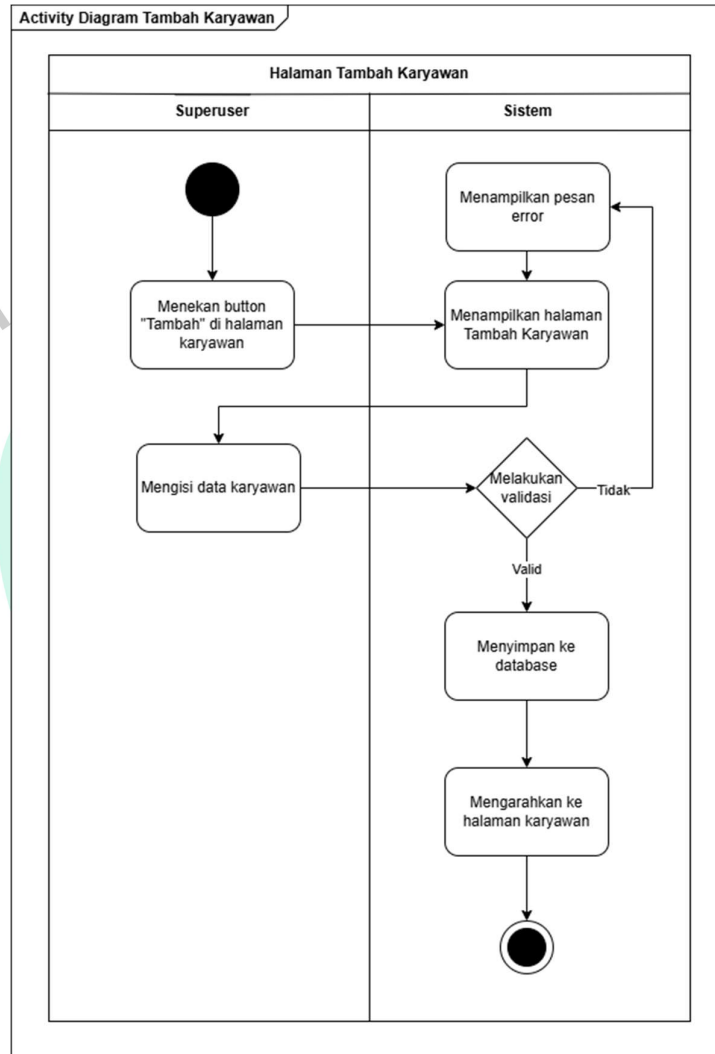 Activity Diagram Tambah Karyawan
Halaman Tambah Karyawan
Superuser
Sistem
Menampilkan pesan
error
Menekan button
"Tambah" di halaman
karyawan
Menampilkan halaman
Tambah Karyawan
Mengisi data karyawan
Melakukan
validasi
Tidak
Valid
Menyimpan ke
database
Mengarahkan ke
halaman karyawan